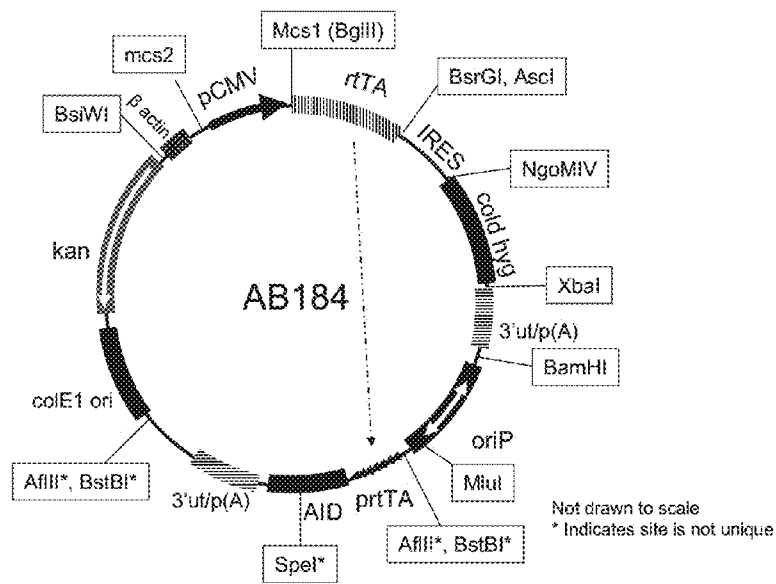 Mcs1 (BglII)
mcs2
pCMV
rtTA
BsrGI, AscI
BsiWI
β actin
IRES
NgoMIV
cold hyg
kan
AB184
XbaI
3'ut/p(A)
BamHI
colE1 ori
oriP
MluI
AflII*, BstBI*
3'ut/p(A)
AID
prtTA
AflII*, BstBI*
SpeI*
Not drawn to scale
* Indicates site is not unique